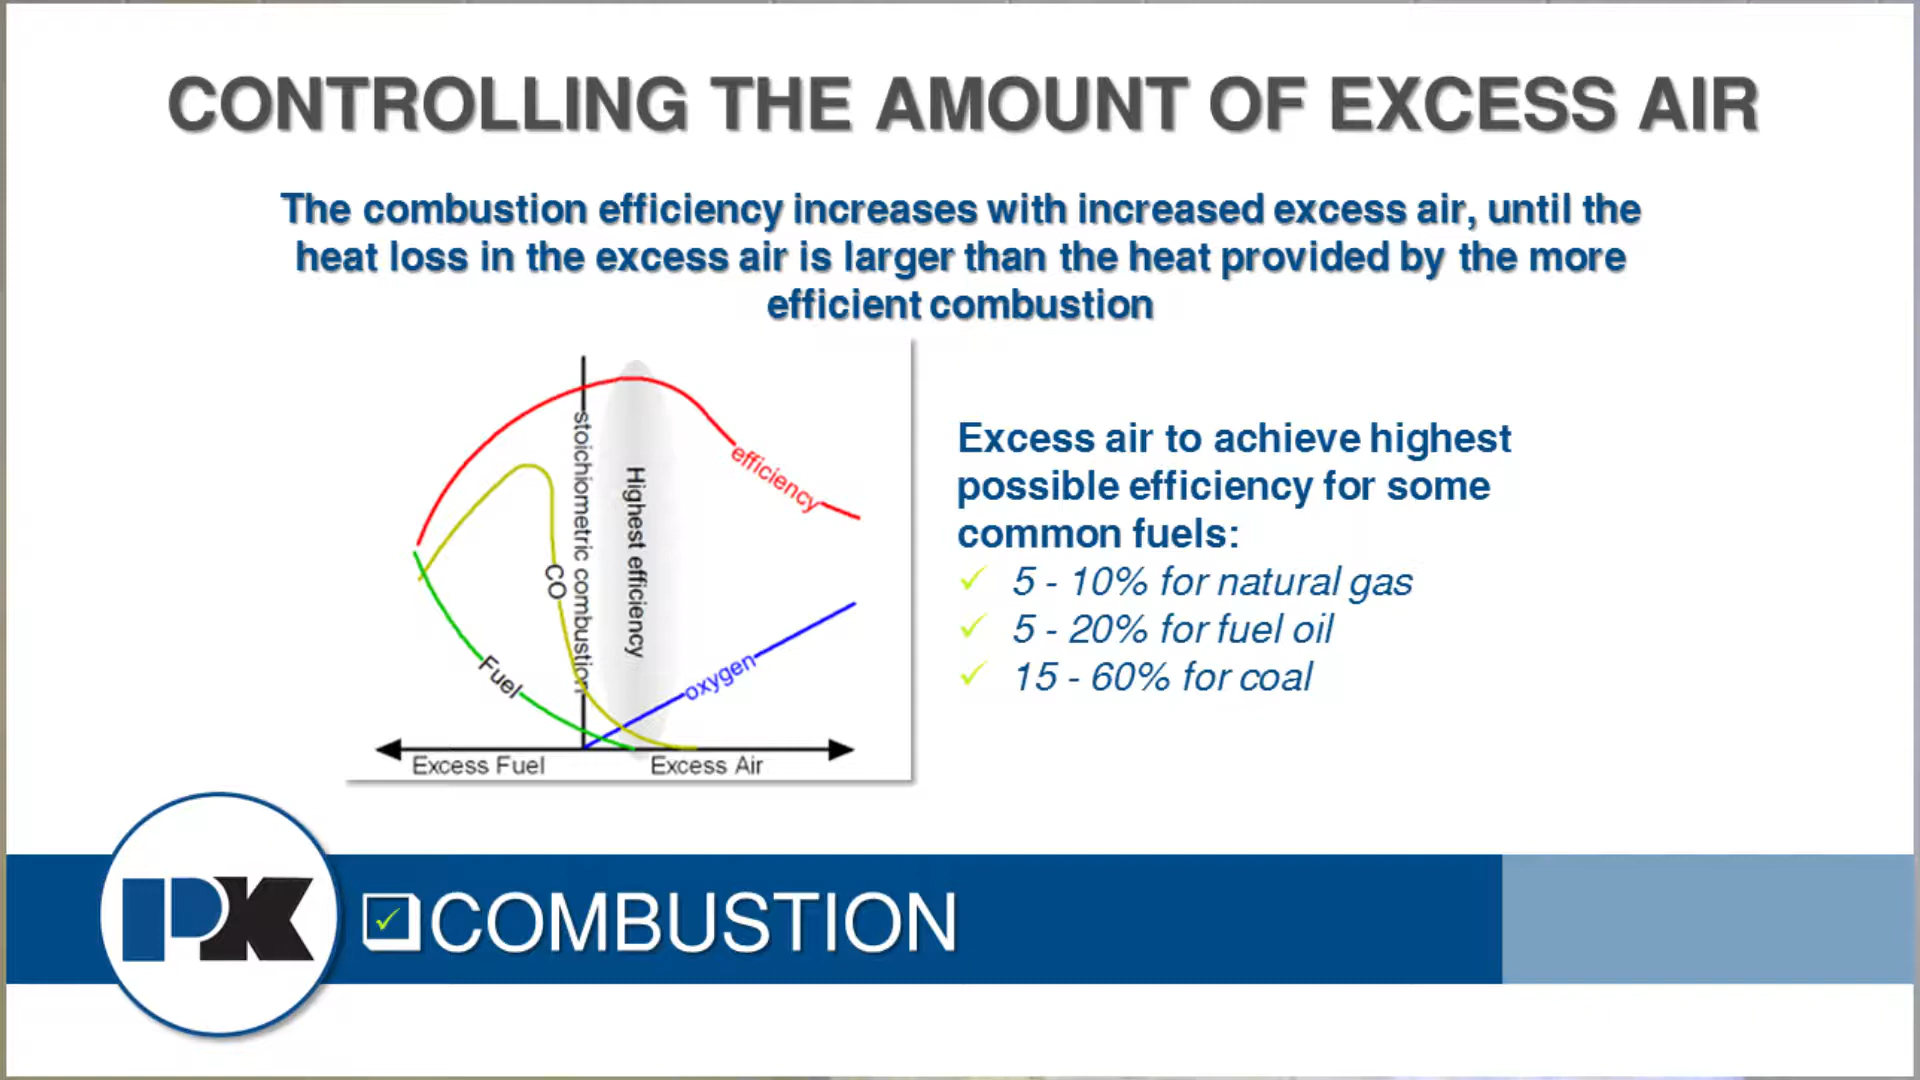 CONTROLLING THE AMOUNT OF EXCESS AIR
The combustion efficiency increases with increased excess air, until the
heat loss in the excess air is larger than the heat provided by the more
efficient combustion
stoichiometric combustion
Highest efficiency
efficiency
CO
Fuel
oxygen
Excess Fuel
Excess Air
Excess air to achieve highest
possible efficiency for some
common fuels:
5 - 10% for natural gas
5 - 20% for fuel oil
15 - 60% for coal
PK
COMBUSTION